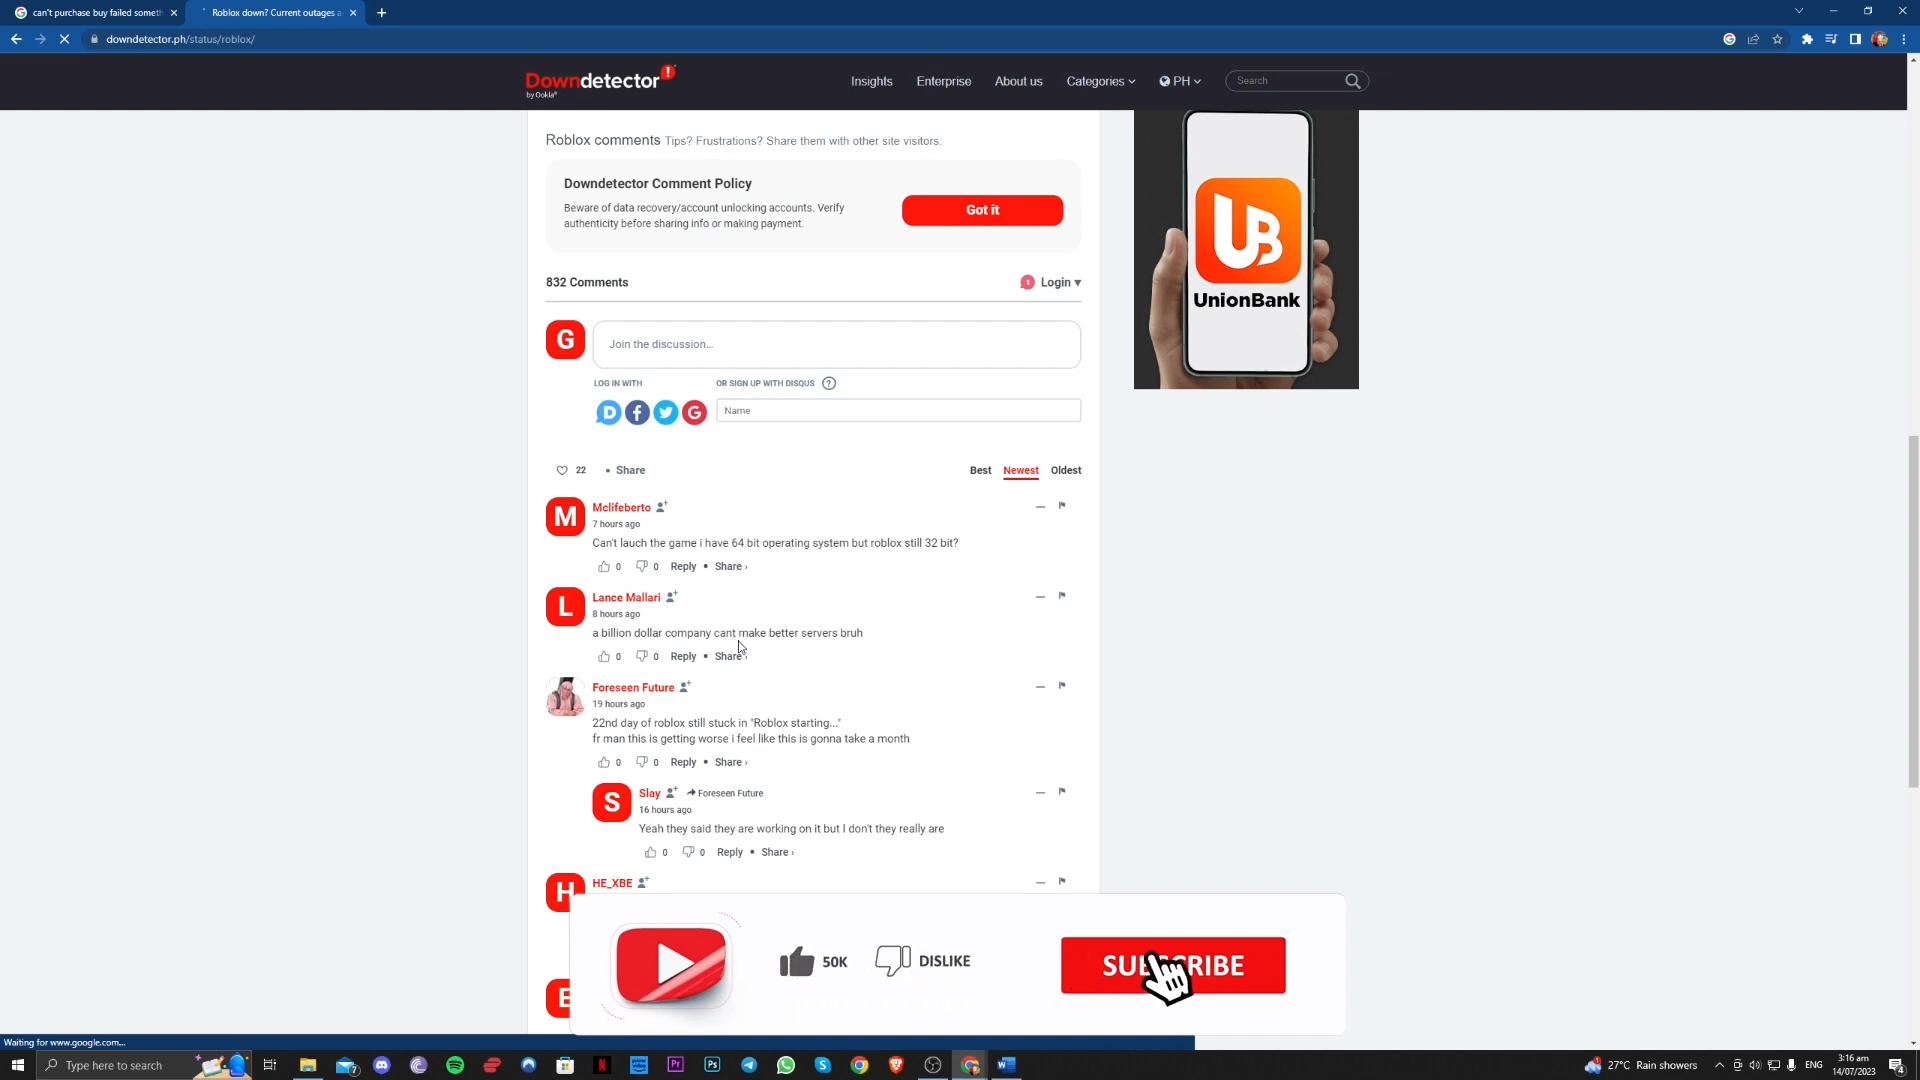 can't purchase buy failed someth
Roblox down? Current outages a
downdetector.ph/status/roblox/
Downdetector
by Ookla
Insights
Enterprise
About us
Categories
PH
Search
Roblox comments Tips? Frustrations? Share them with other site visitors:
Downdetector Comment Policy
Beware of data recovery/account unlocking accounts. Verify
authenticity before sharing info or making payment.
Got it
UB
UnionBank
832 Comments
1 Login
G
Join the discussion...
LOG IN WITH
OR SIGN UP WITH DISQUS ?
D f G
Name
22 • Share
Best Newest Oldest
M
Mclifeberto
7 hours ago
Can't lauch the game i have 64 bit operating system but roblox still 32 bit?
0 0 Reply • Share ›
L
Lance Mallari
8 hours ago
a billion dollar company cant make better servers bruh
0 0 Reply • Share ›
Foreseen Future
19 hours ago
22nd day of roblox still stuck in "Roblox starting..."
fr man this is getting worse i feel like this is gonna take a month
0 0 Reply • Share ›
S
Slay Foreseen Future
16 hours ago
Yeah they said they are working on it but I don't they really are
0 0 Reply • Share ›
H
HE_XBE
E
50K
DISLIKE
SUBSCRIBE
Waiting for www.google.com...
Type here to search
7
N
prime video
Pr
Ps
S
W
27°C Rain showers
ENG
3:16 am
14/07/2023
4